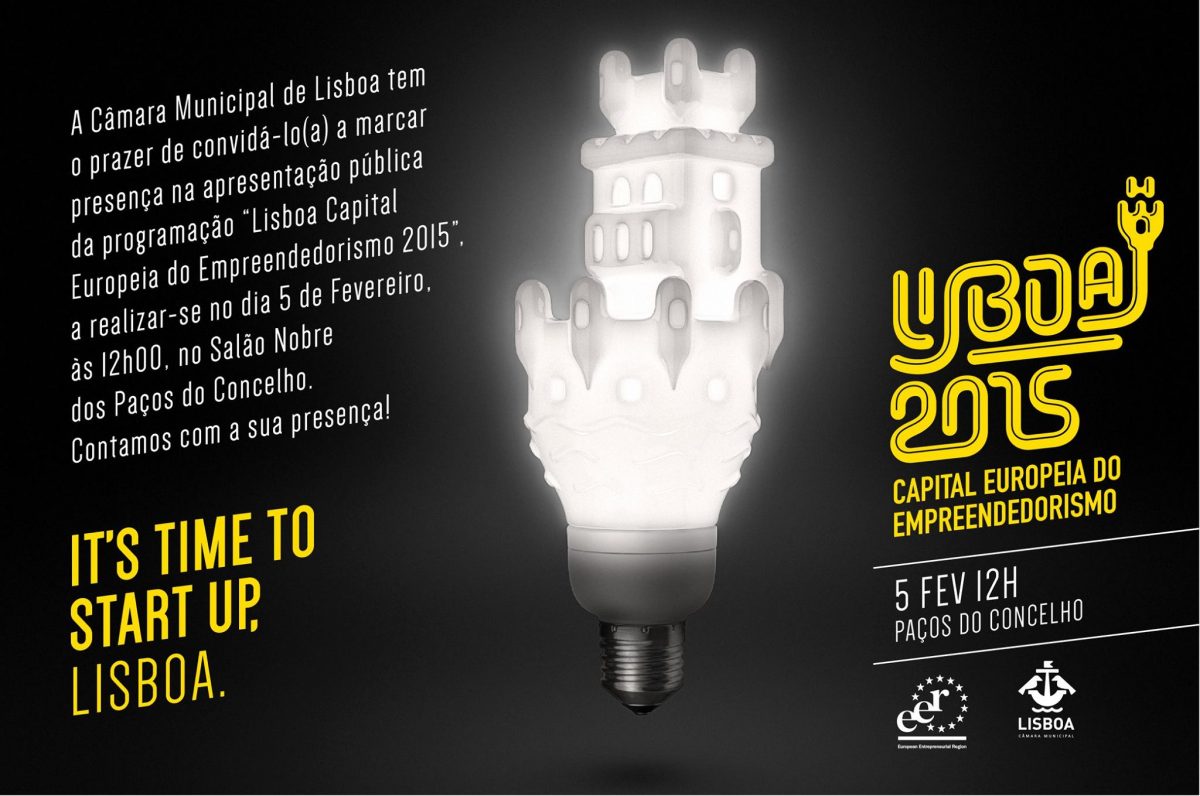 A Câmara Municipal de Lisboa tem
o prazer de convidá-lo(a) a marcar
presença na apresentação pública
da programação “Lisboa Capital
Europeia do Empreendedorismo 2015”,
a realizar-se no dia 5 de Fevereiro,
às 12h00, no Salão Nobre
dos Paços do Concelho.
Contamos com a sua presença!
IT'S TIME TO
START UP,
LISBOA.
LISBOA
2015
CAPITAL EUROPEIA DO
EMPREENDEDORISMO
5 FEV 12H
PAÇOS DO CONCELHO
eer
European Entrepreneurial Region
LISBOA
CÂMARA MUNICIPAL